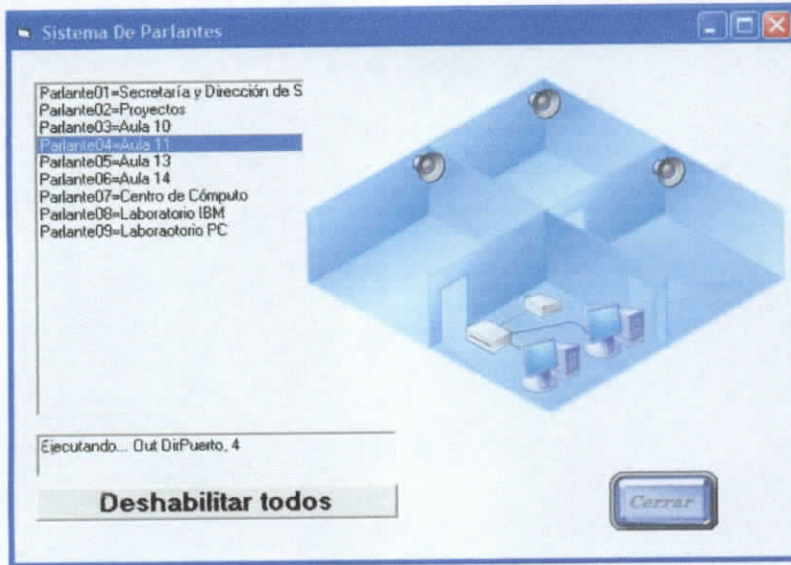 Sistema De Parlantes
Parlante01=Secretaría y Dirección de S
Parlante02=Proyectos
Parlante03=Aula 10
Parlante04=Aula 11
Parlante05=Aula 13
Parlante06=Aula 14
Parlante07=Centro de Cómputo
Parlante08=Laboratorio IBM
Parlante09=Laboraotorio PC
Ejecutando... Out DirPuerto, 4
Deshabilitar todos
Cerrar